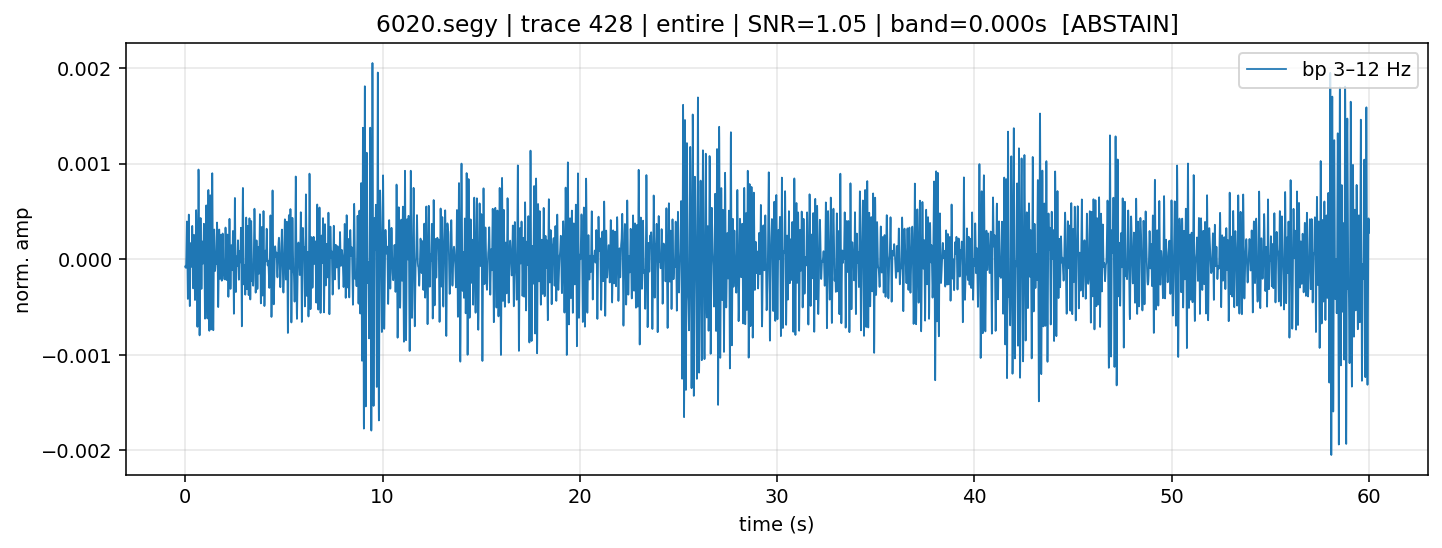 6020.segy | trace 428 | entire | SNR=1.05 | band=0.000s  [ABSTAIN]
bp 3–12 Hz
norm. amp
0.002
0.001
0.000
−0.001
−0.002
0 10 20 30 40 50 60
time (s)